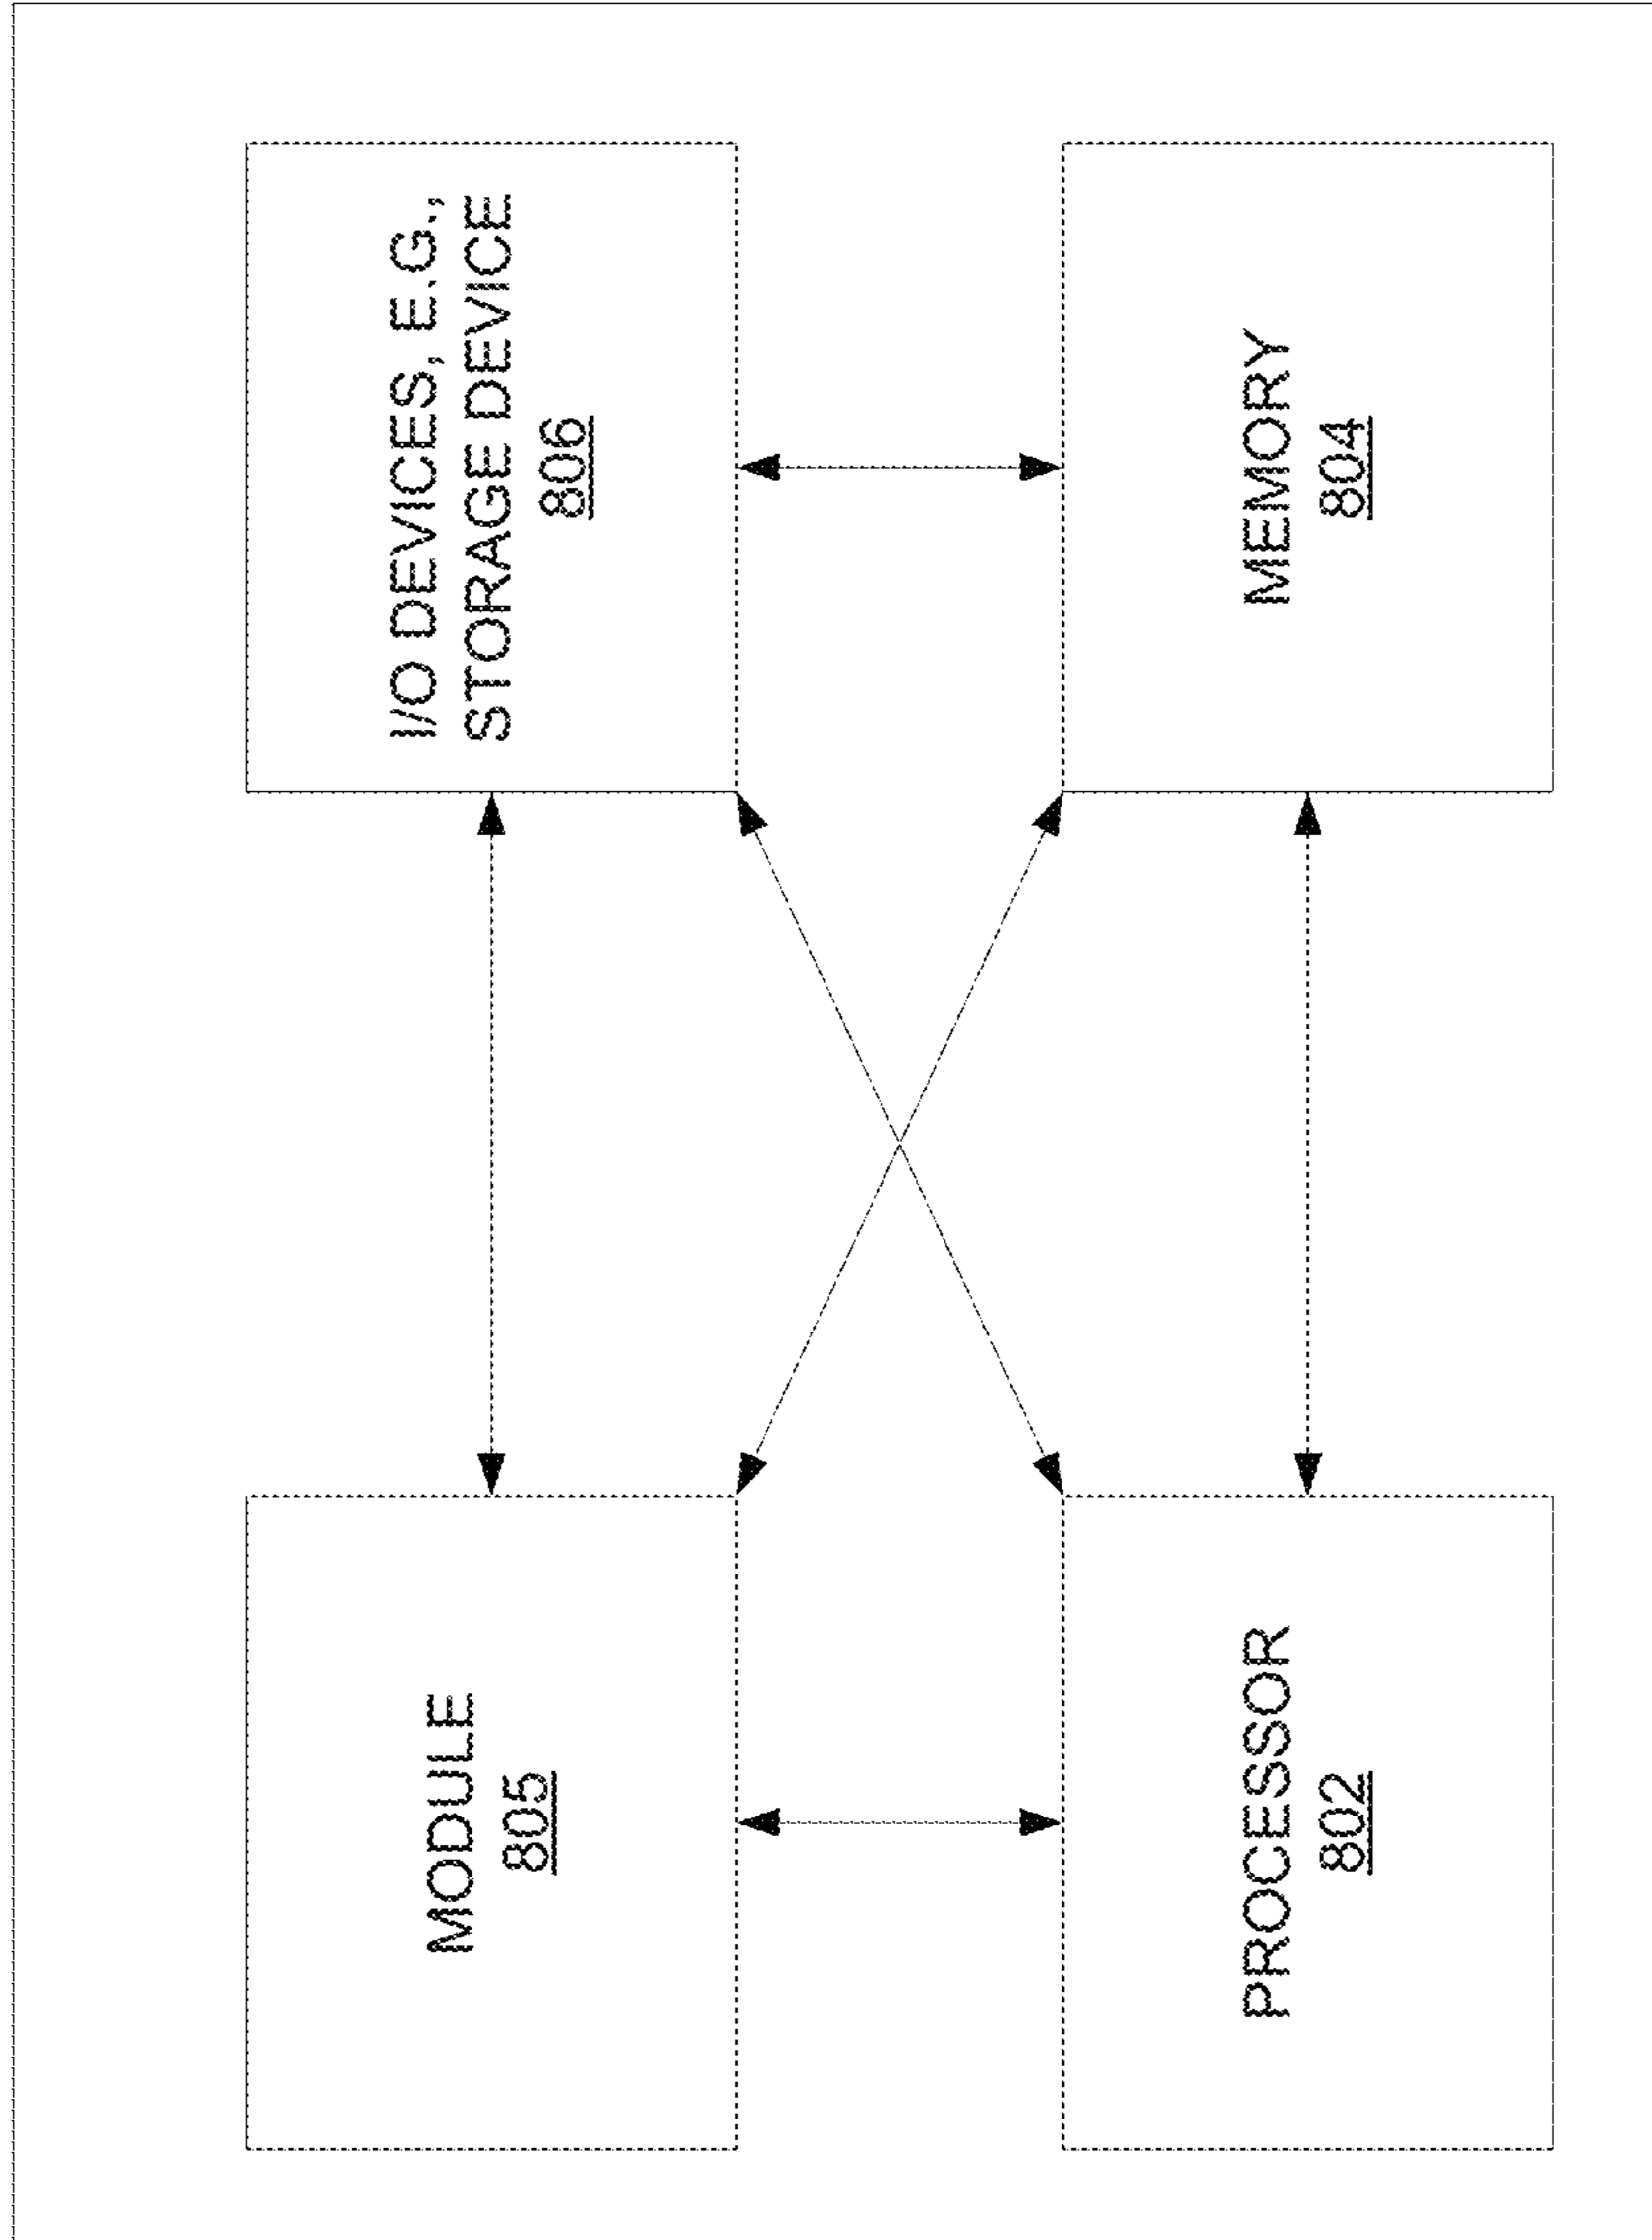 MODULE
805
I/O DEVICES, E.G.,
STORAGE DEVICE
806
PROCESSOR
802
MEMORY
804